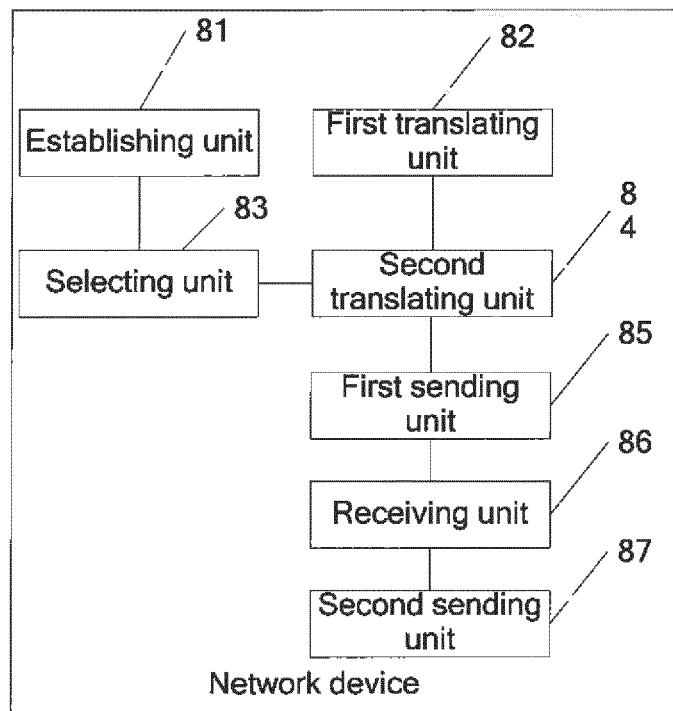 81
82
Establishing unit
First translating
unit
83
8
4
Selecting unit
Second
translating unit
85
First sending
unit
86
Receiving unit
87
Second sending
unit
Network device